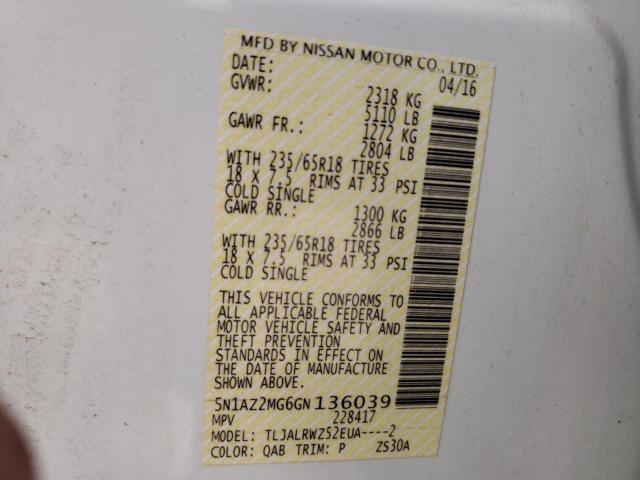 MFD BY NISSAN MOTOR CO., LTD.
DATE: 04/16
GVWR: 2318 KG
5110 LB
GAWR FR.: 1272 KG
2804 LB
WITH 235/65R18 TIRES
18 X 7.5 RIMS AT 33 PSI
COLD SINGLE
GAWR RR.: 1300 KG
2866 LB
WITH 235/65R18 TIRES
18 X 7.5 RIMS AT 33 PSI
COLD SINGLE
THIS VEHICLE CONFORMS TO
ALL APPLICABLE FEDERAL
MOTOR VEHICLE SAFETY AND
THEFT PREVENTION
STANDARDS IN EFFECT ON
THE DATE OF MANUFACTURE
SHOWN ABOVE.
5N1AZ2MG6GN136039
MPV 228417
MODEL: TLJALRWZ52EUA----2
COLOR: QAB TRIM: P ZS30A